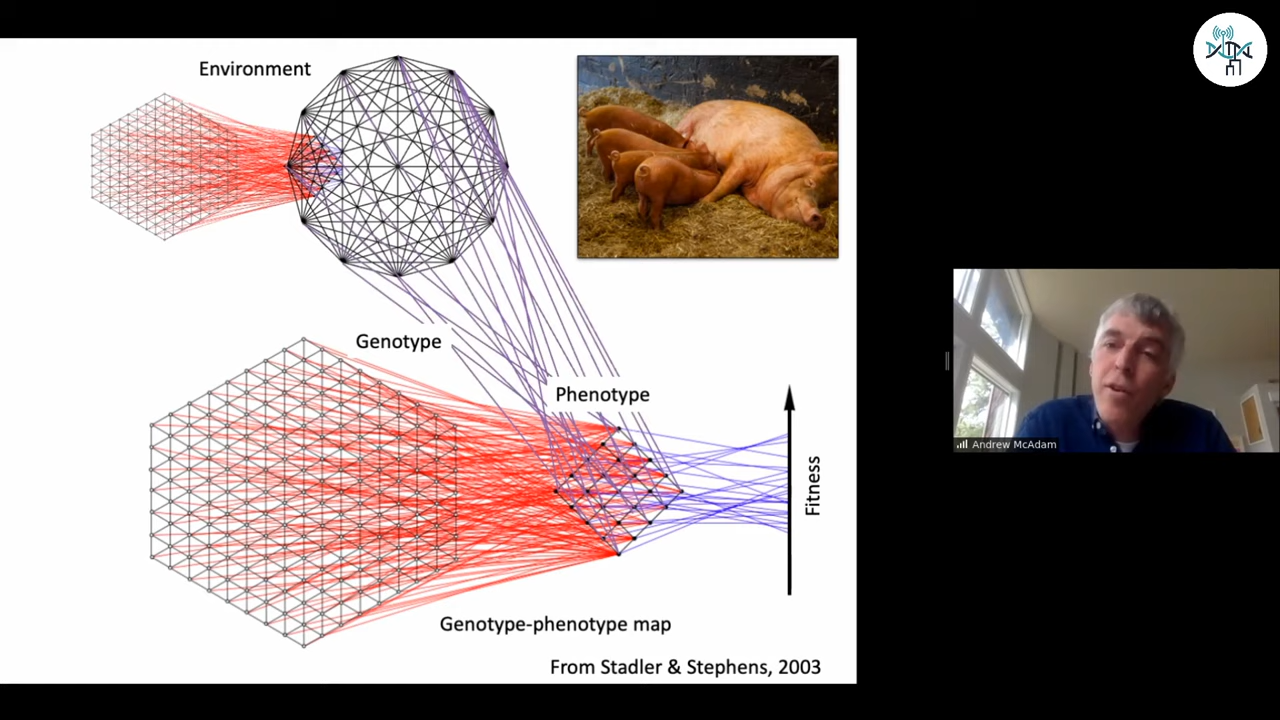 Environment
Genotype
Phenotype
Fitness
Genotype-phenotype map
From Stadler & Stephens, 2003
Andrew McAdam